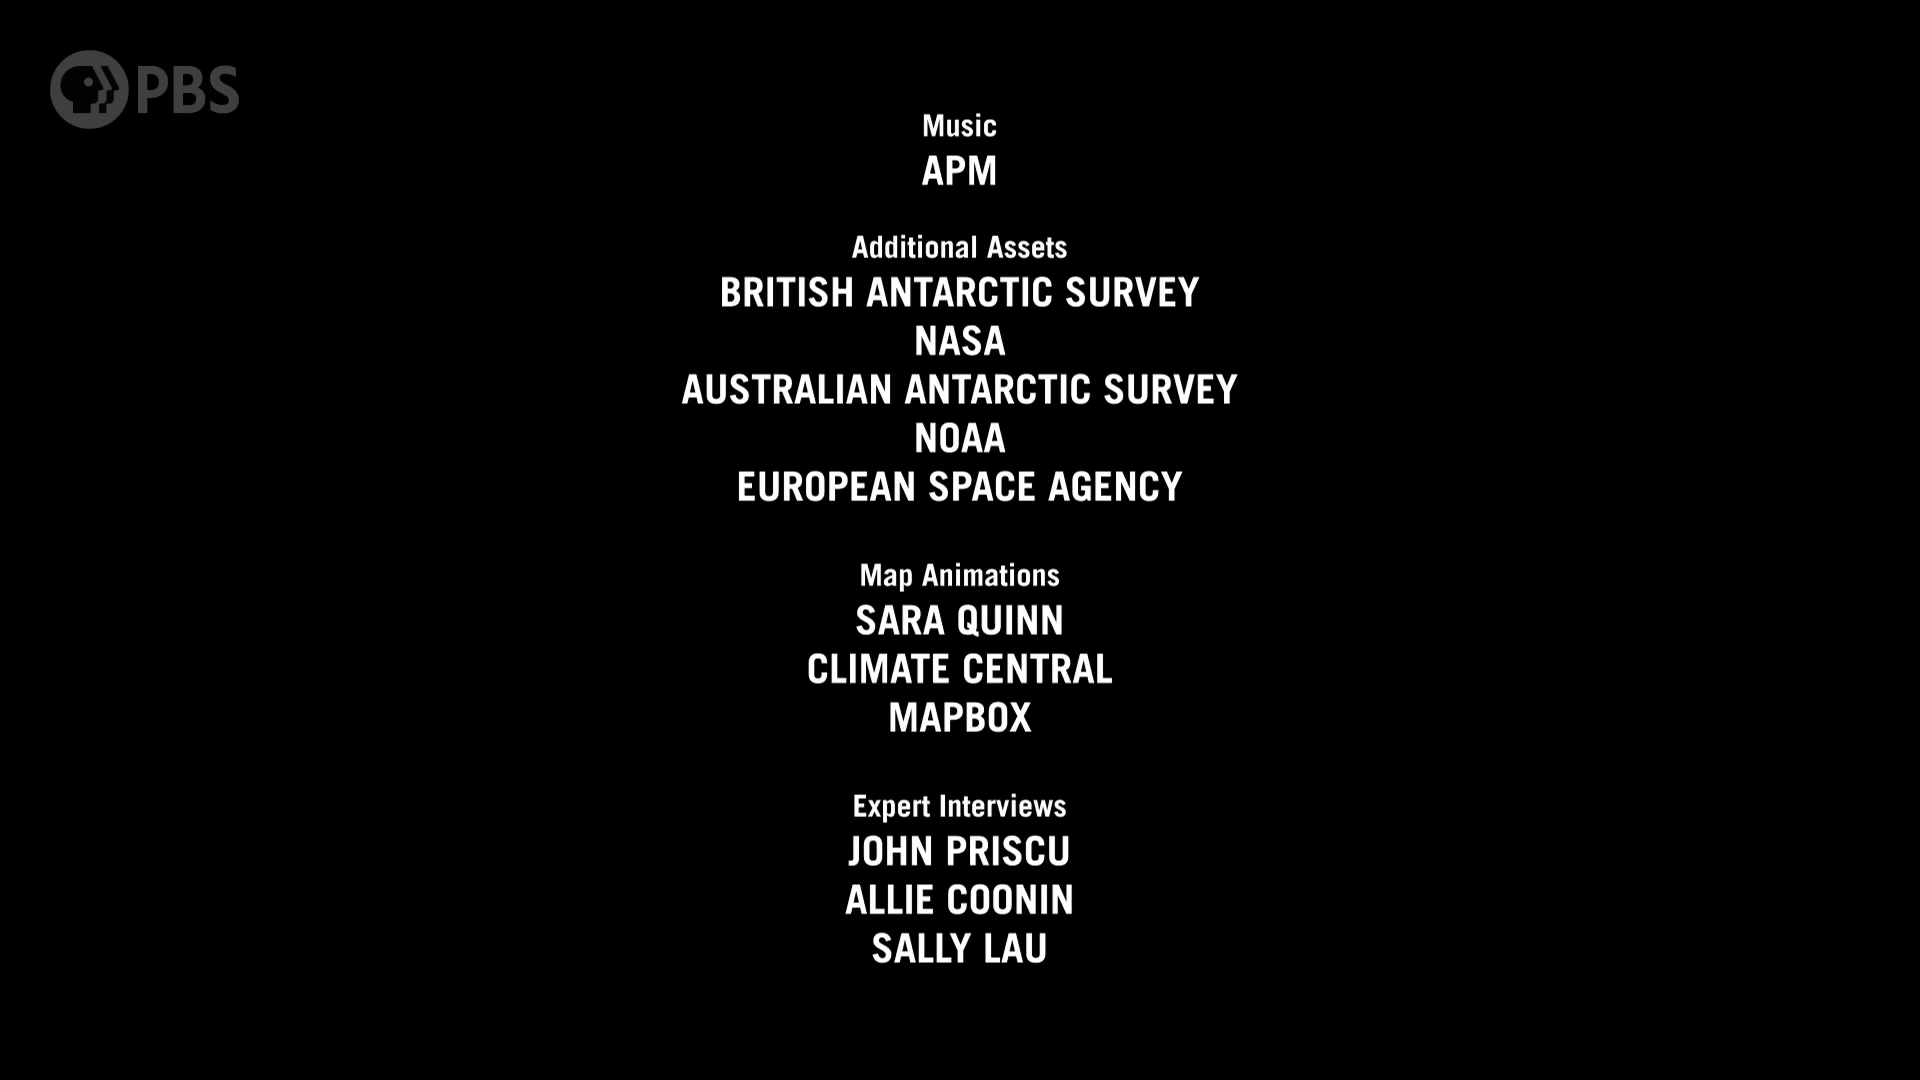 PBS
Music
APM
Additional Assets
BRITISH ANTARCTIC SURVEY
NASA
AUSTRALIAN ANTARCTIC SURVEY
NOAA
EUROPEAN SPACE AGENCY
Map Animations
SARA QUINN
CLIMATE CENTRAL
MAPBOX
Expert Interviews
JOHN PRISCU
ALLIE COONIN
SALLY LAU